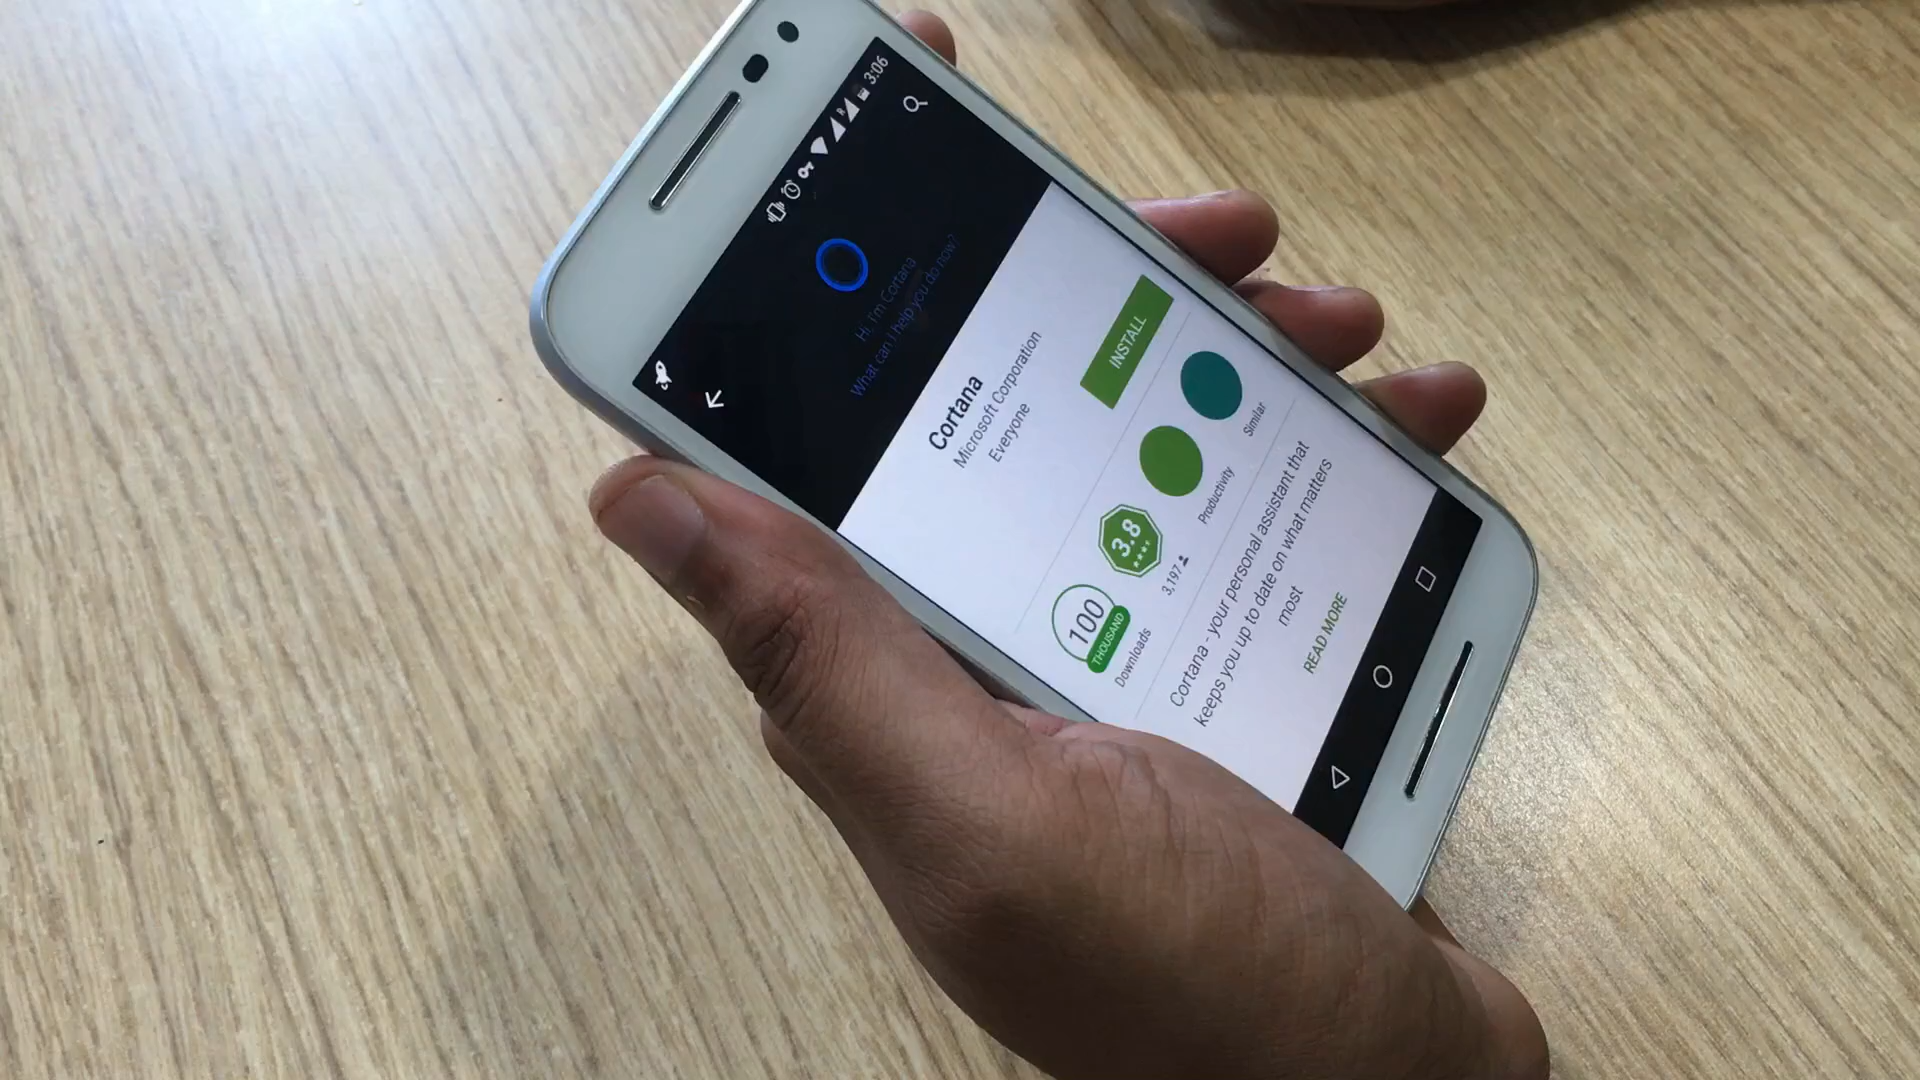 3:06
Hi, I'm Cortana
What can I help you do now?
Cortana
Microsoft Corporation
Everyone
INSTALL
100
THOUSAND
Downloads
3.8
3,197
Productivity
Similar
Cortana - your personal assistant that
keeps you up to date on what matters
most
READ MORE